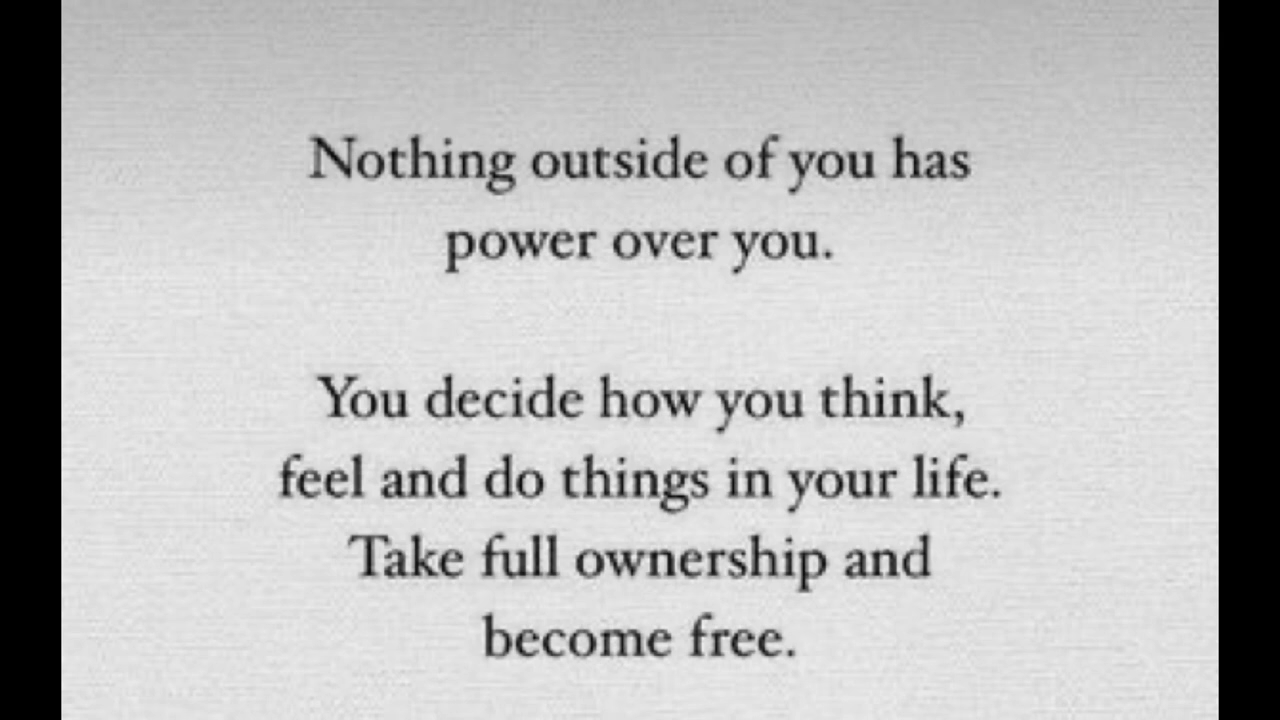 Nothing outside of you has
power over you.
You decide how you think,
feel and do things in your life.
Take full ownership and
become free.